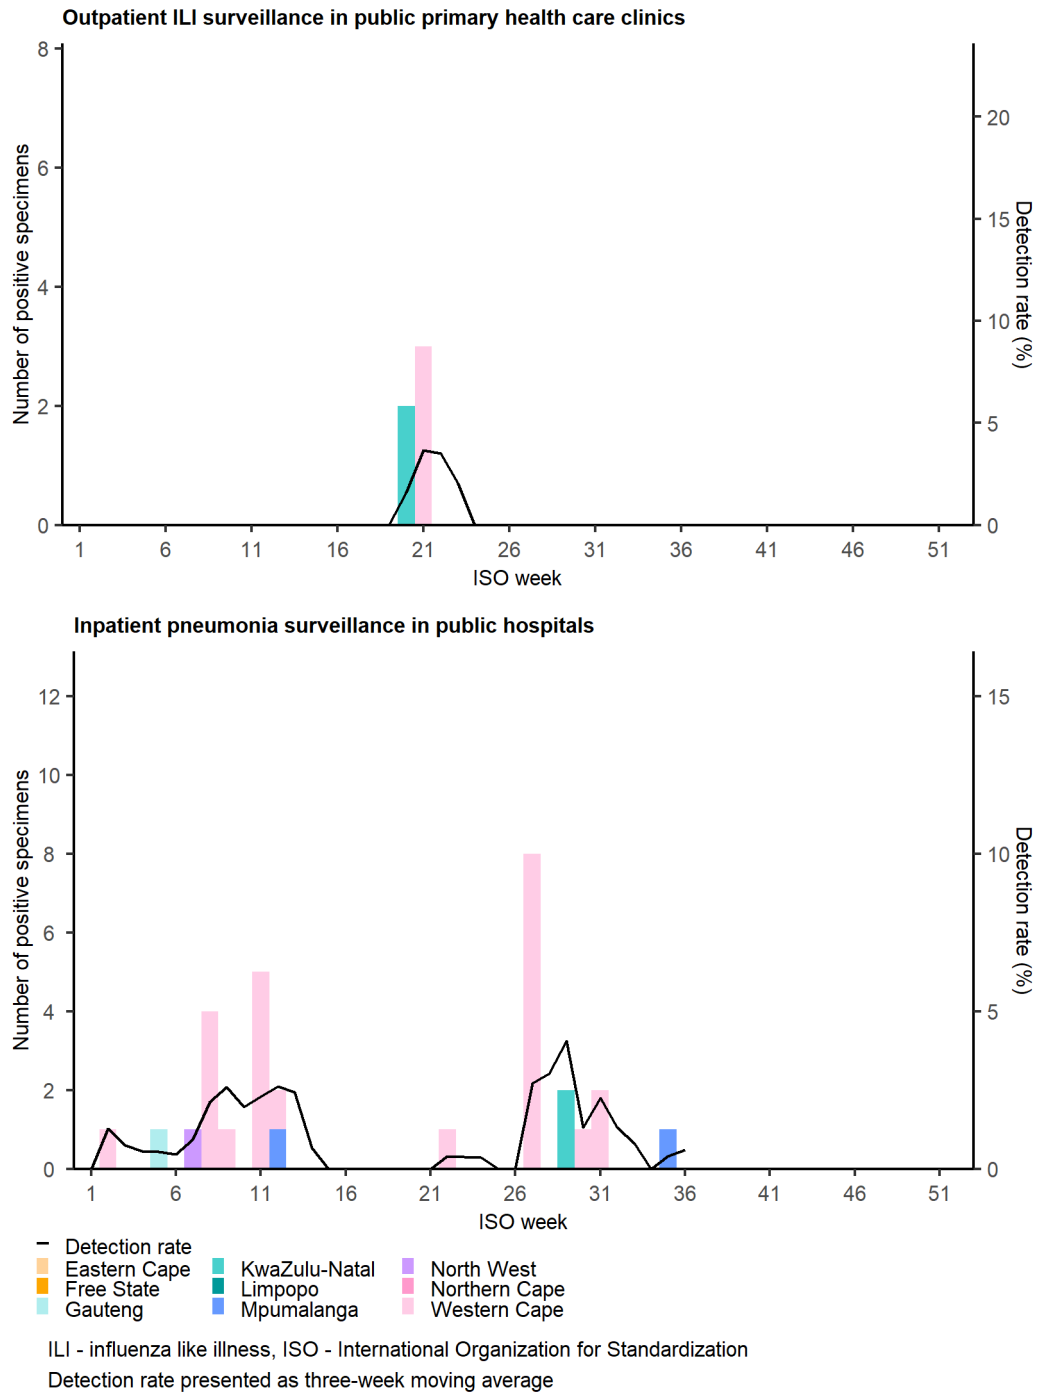 Outpatient ILI surveillance in public primary health care clinics
8
6
4
2
0
Number of positive specimens
20
15
10
5
0
Detection rate (%)
1 6 11 16 21 26 31 36 41 46 51
ISO week
Inpatient pneumonia surveillance in public hospitals
12
10
8
6
4
2
0
Number of positive specimens
15
10
5
0
Detection rate (%)
1 6 11 16 21 26 31 36 41 46 51
ISO week
Detection rate
Eastern Cape KwaZulu-Natal North West
Free State Limpopo Northern Cape
Gauteng Mpumalanga Western Cape
ILI - influenza like illness, ISO - International Organization for Standardization
Detection rate presented as three-week moving average